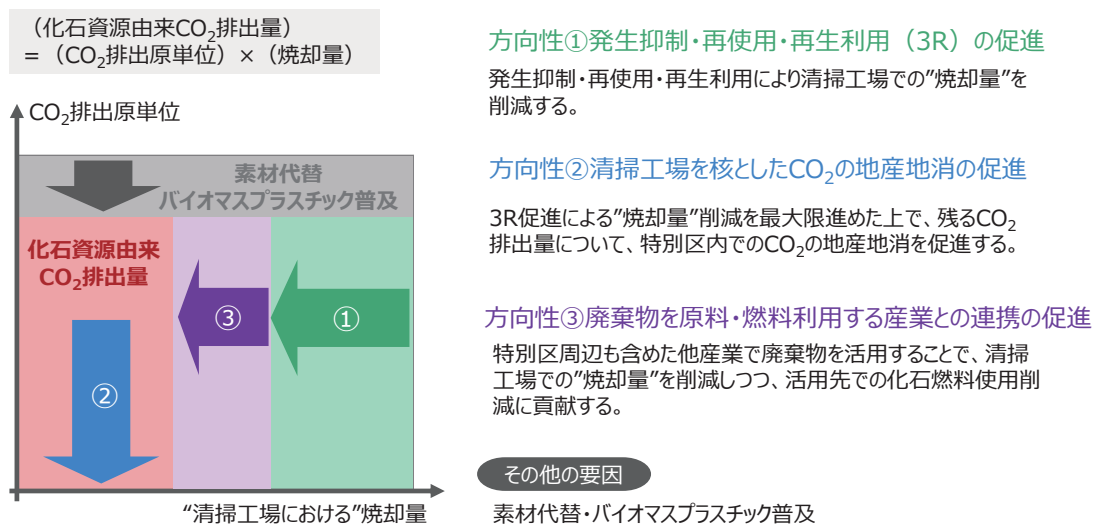 （化石資源由来CO₂排出量）
＝（CO₂排出原単位）×（焼却量）
CO₂排出原単位
素材代替
バイオマスプラスチック普及
化石資源由来
CO₂排出量
③
①
②
“清掃工場における”焼却量
方向性①発生抑制・再使用・再生利用（3R）の促進
発生抑制・再使用・再生利用により清掃工場での”焼却量”を
削減する。
方向性②清掃工場を核としたCO₂の地産地消の促進
3R促進による”焼却量”削減を最大限進めた上で、残るCO₂
排出量について、特別区内でのCO₂の地産地消を促進する。
方向性③廃棄物を原料・燃料利用する産業との連携の促進
特別区周辺も含めた他産業で廃棄物を活用することで、清掃
工場での”焼却量”を削減しつつ、活用先での化石燃料使用削
減に貢献する。
その他の要因
素材代替・バイオマスプラスチック普及